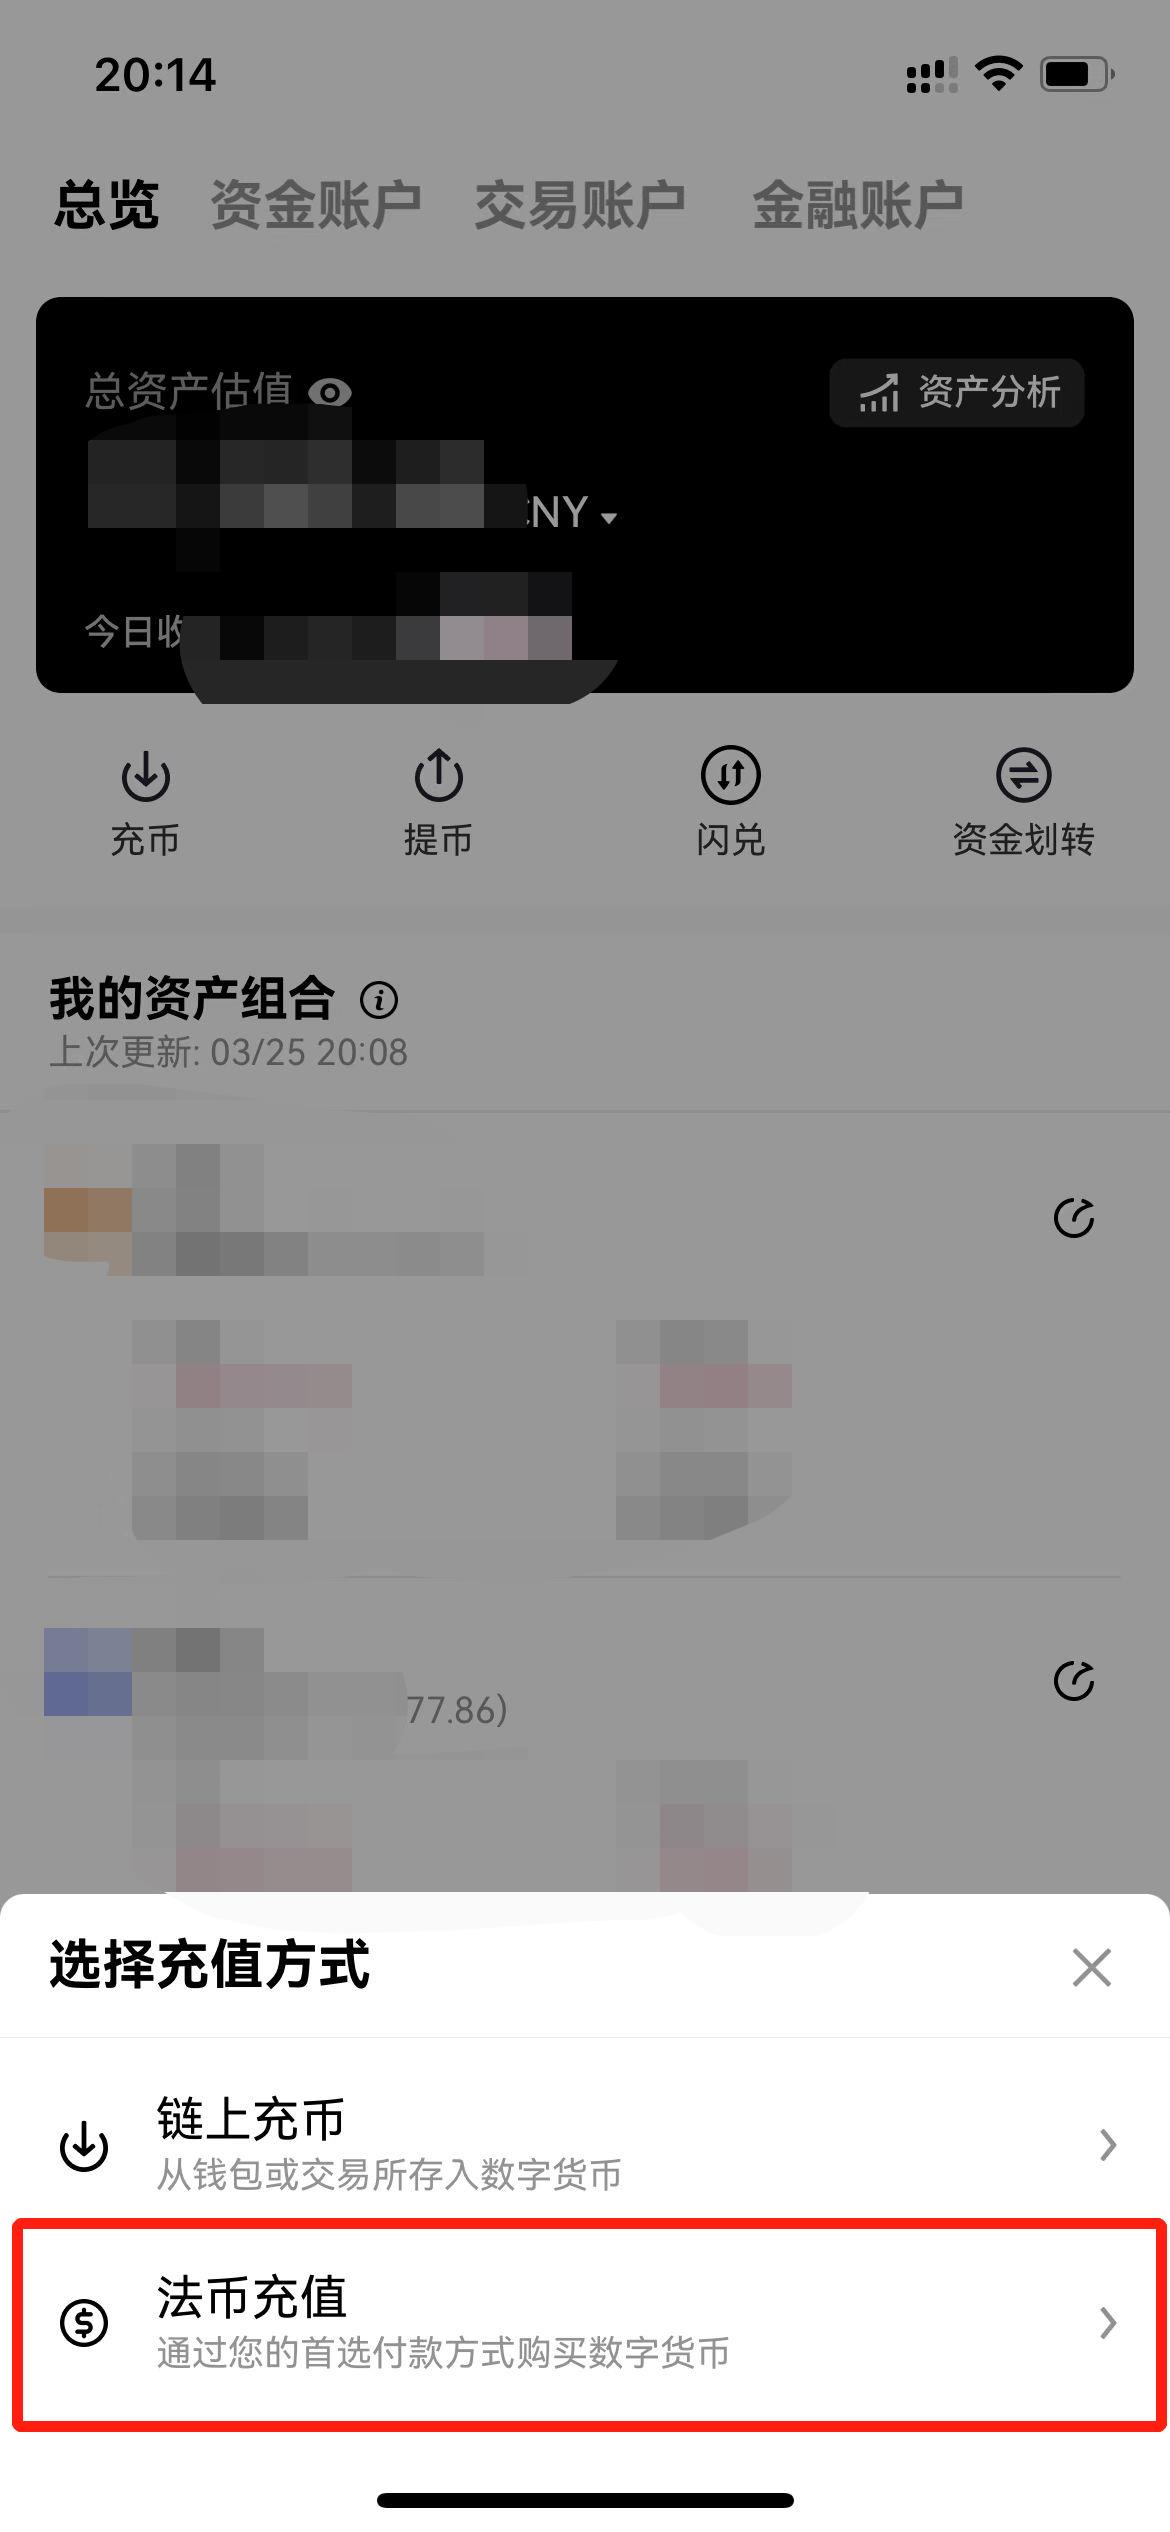 20:14
总览 资金账户 交易账户 金融账户
总资产估值
资产分析
CNY
今日收
充币 提币 闪兑 资金划转
我的资产组合
上次更新: 03/25 20:08
77.86)
选择充值方式
链上充币
从钱包或交易所存入数字货币
法币充值
通过您的首选付款方式购买数字货币